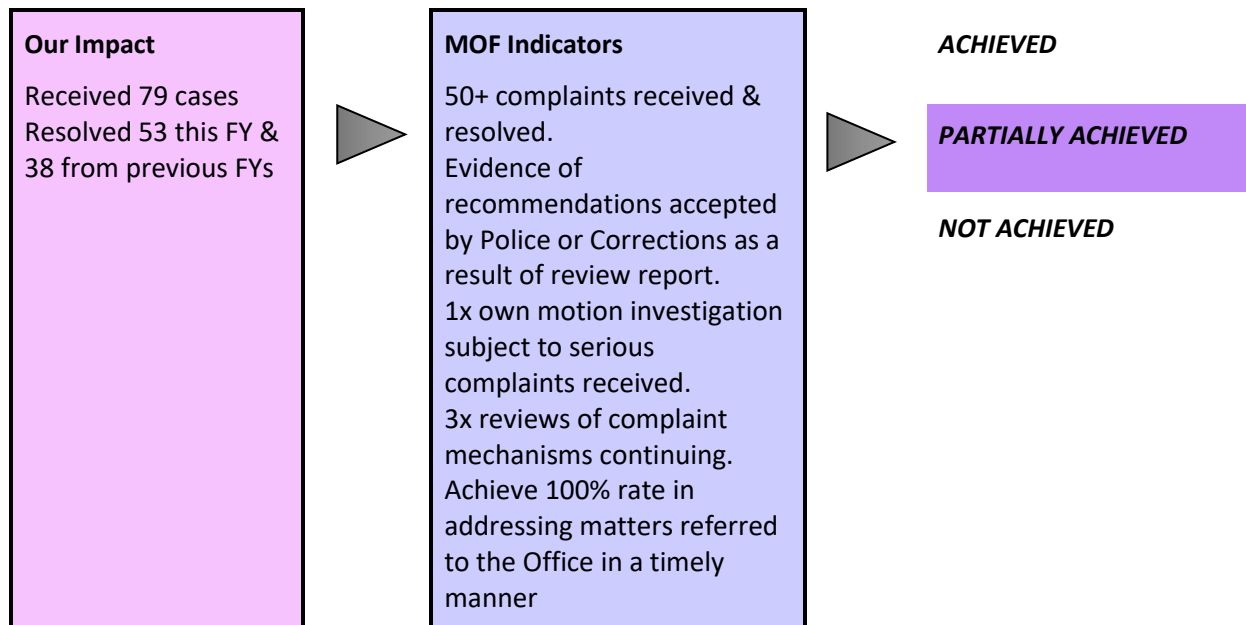 Our Impact
Received 79 cases
Resolved 53 this FY &
38 from previous FYs
MOF Indicators
50+ complaints received &
resolved.
Evidence of
recommendations accepted
by Police or Corrections as a
result of review report.
1x own motion investigation
subject to serious
complaints received.
3x reviews of complaint
mechanisms continuing.
Achieve 100% rate in
addressing matters referred
to the Office in a timely
manner
ACHIEVED
PARTIALLY ACHIEVED
NOT ACHIEVED